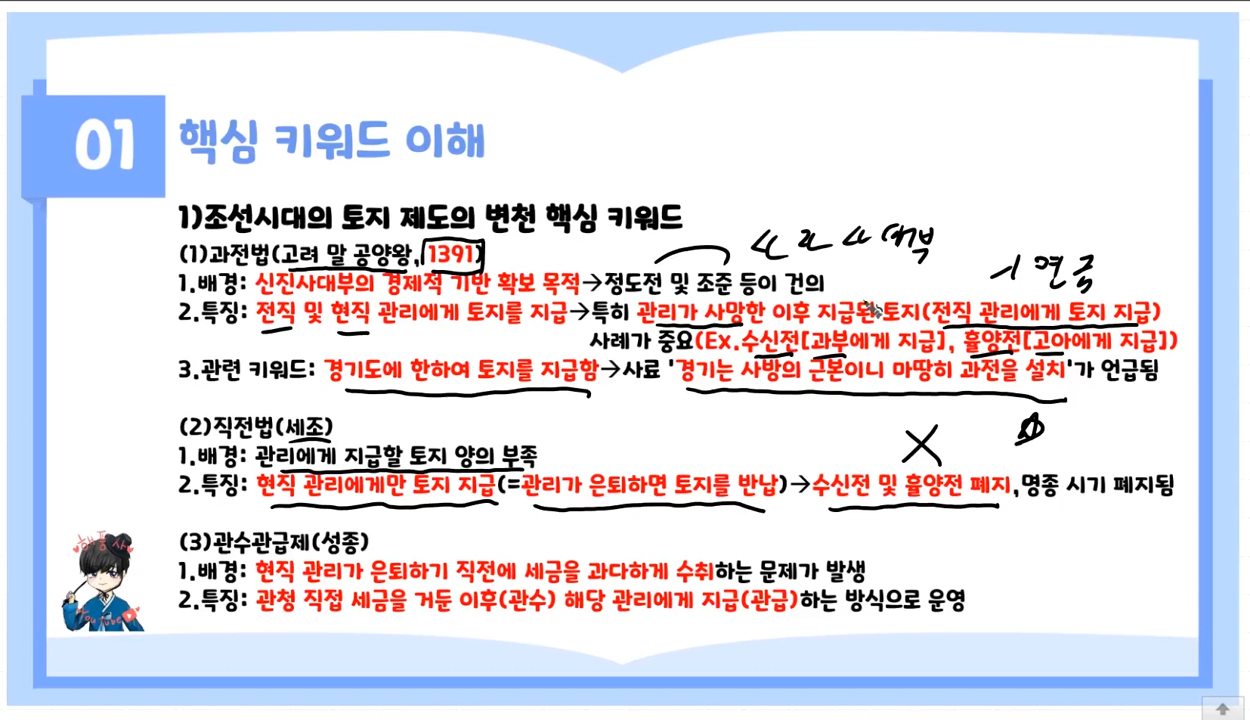 01 핵심 키워드 이해
1)조선시대의 토지 제도의 변천 핵심 키워드
(1)과전법(고려 말 공양왕, 1391)
1.배경: 신진사대부의 경제적 기반 확보 목적→정도전 및 조준 등이 건의
2.특징: 전직 및 현직 관리에게 토지를 지급→특히 관리가 사망한 이후 지급된 토지(전직 관리에게 토지 지급)
사례가 중요(Ex.수신전[과부에게 지급], 휼양전[고아에게 지급])
3.관련 키워드: 경기도에 한하여 토지를 지급함→사료 '경기는 사방의 근본이니 마땅히 과전을 설치'가 언급됨
(2)직전법(세조)
1.배경: 관리에게 지급할 토지 양의 부족
2.특징: 현직 관리에게만 토지 지급(=관리가 은퇴하면 토지를 반납)→수신전 및 휼양전 폐지,명종 시기 폐지됨
(3)관수관급제(성종)
1.배경: 현직 관리가 은퇴하기 직전에 세금을 과다하게 수취하는 문제가 발생
2.특징: 관청 직접 세금을 거둔 이후(관수) 해당 관리에게 지급(관급)하는 방식으로 운영
해품사
YouTube